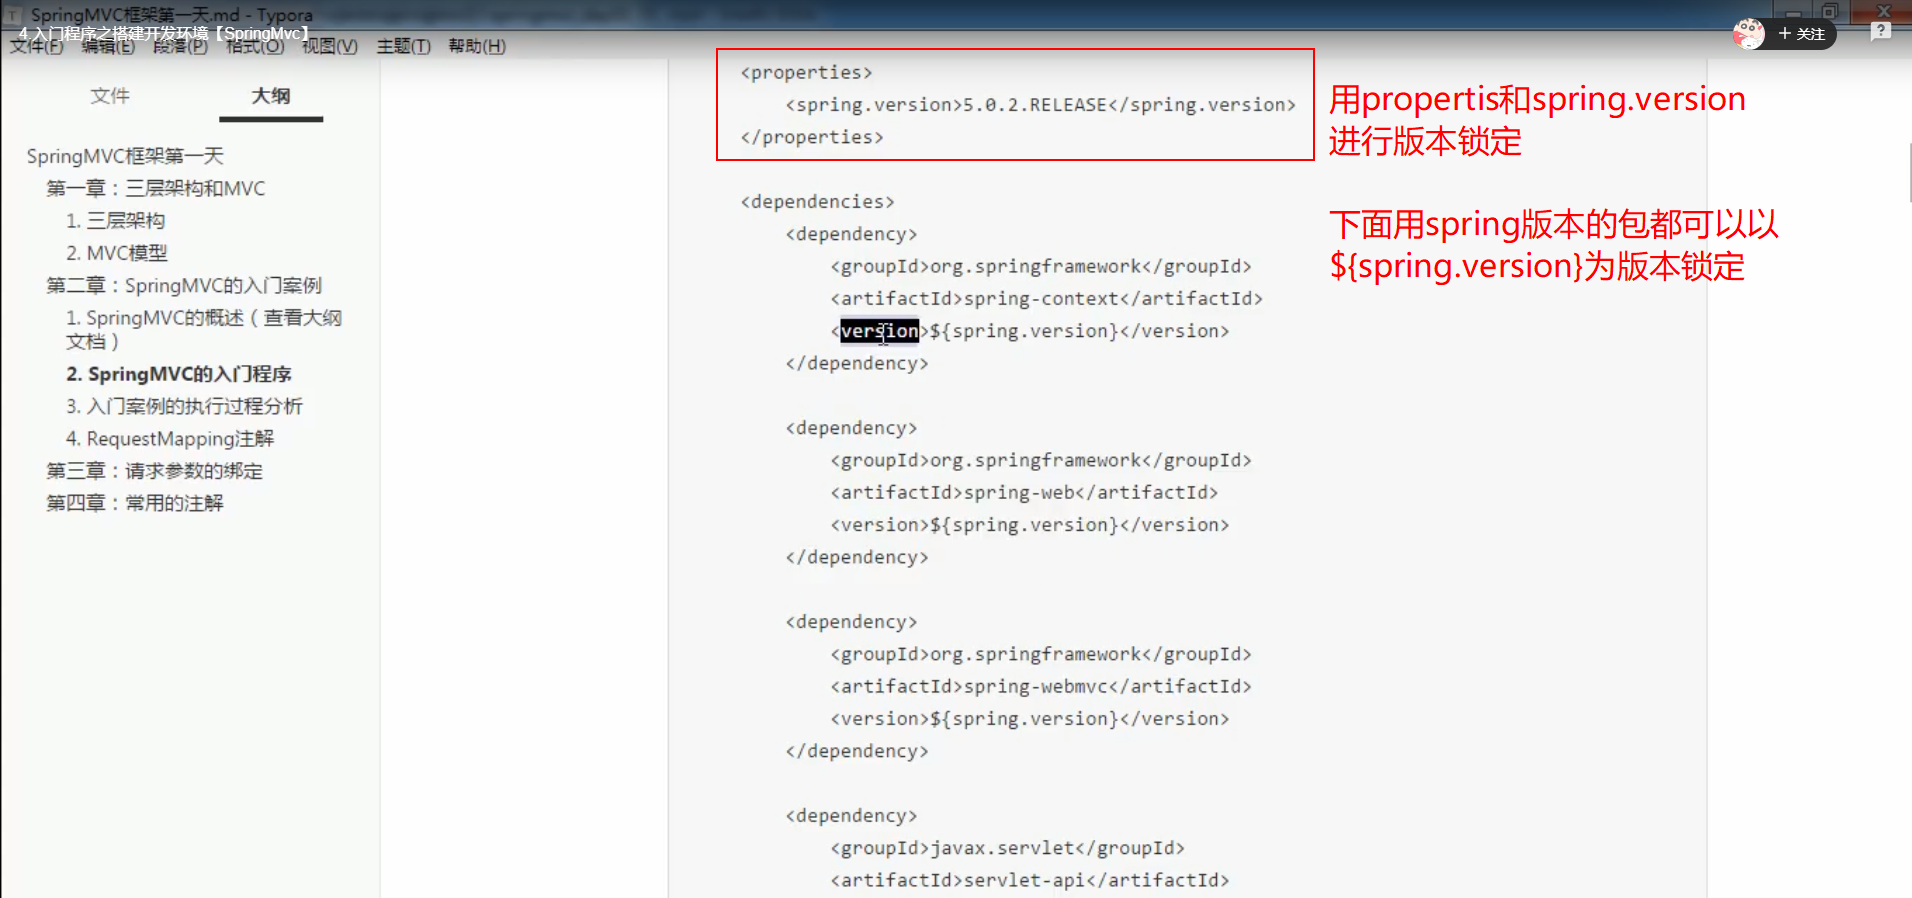 SpringMVC框架第一天.md - Typora
4.入门程序之搭建开发环境【SpringMvc】
关注
?
文件(F) 编辑(E) 段落(P) 格式(O) 视图(V) 主题(T) 帮助(H)
文件 大纲
SpringMVC框架第一天
第一章：三层架构和MVC
1. 三层架构
2. MVC模型
第二章：SpringMVC的入门案例
1. SpringMVC的概述（查看大纲
文档）
2. SpringMVC的入门程序
3. 入门案例的执行过程分析
4. RequestMapping注解
第三章：请求参数的绑定
第四章：常用的注解
<properties>
<spring.version>5.0.2.RELEASE</spring.version>
</properties>
<dependencies>
<dependency>
<groupId>org.springframework</groupId>
<artifactId>spring-context</artifactId>
<version>${spring.version}</version>
</dependency>
<dependency>
<groupId>org.springframework</groupId>
<artifactId>spring-web</artifactId>
<version>${spring.version}</version>
</dependency>
<dependency>
<groupId>org.springframework</groupId>
<artifactId>spring-webmvc</artifactId>
<version>${spring.version}</version>
</dependency>
<dependency>
<groupId>javax.servlet</groupId>
<artifactId>servlet-api</artifactId>
用propertis和spring.version
进行版本锁定
下面用spring版本的包都可以以
${spring.version}为版本锁定